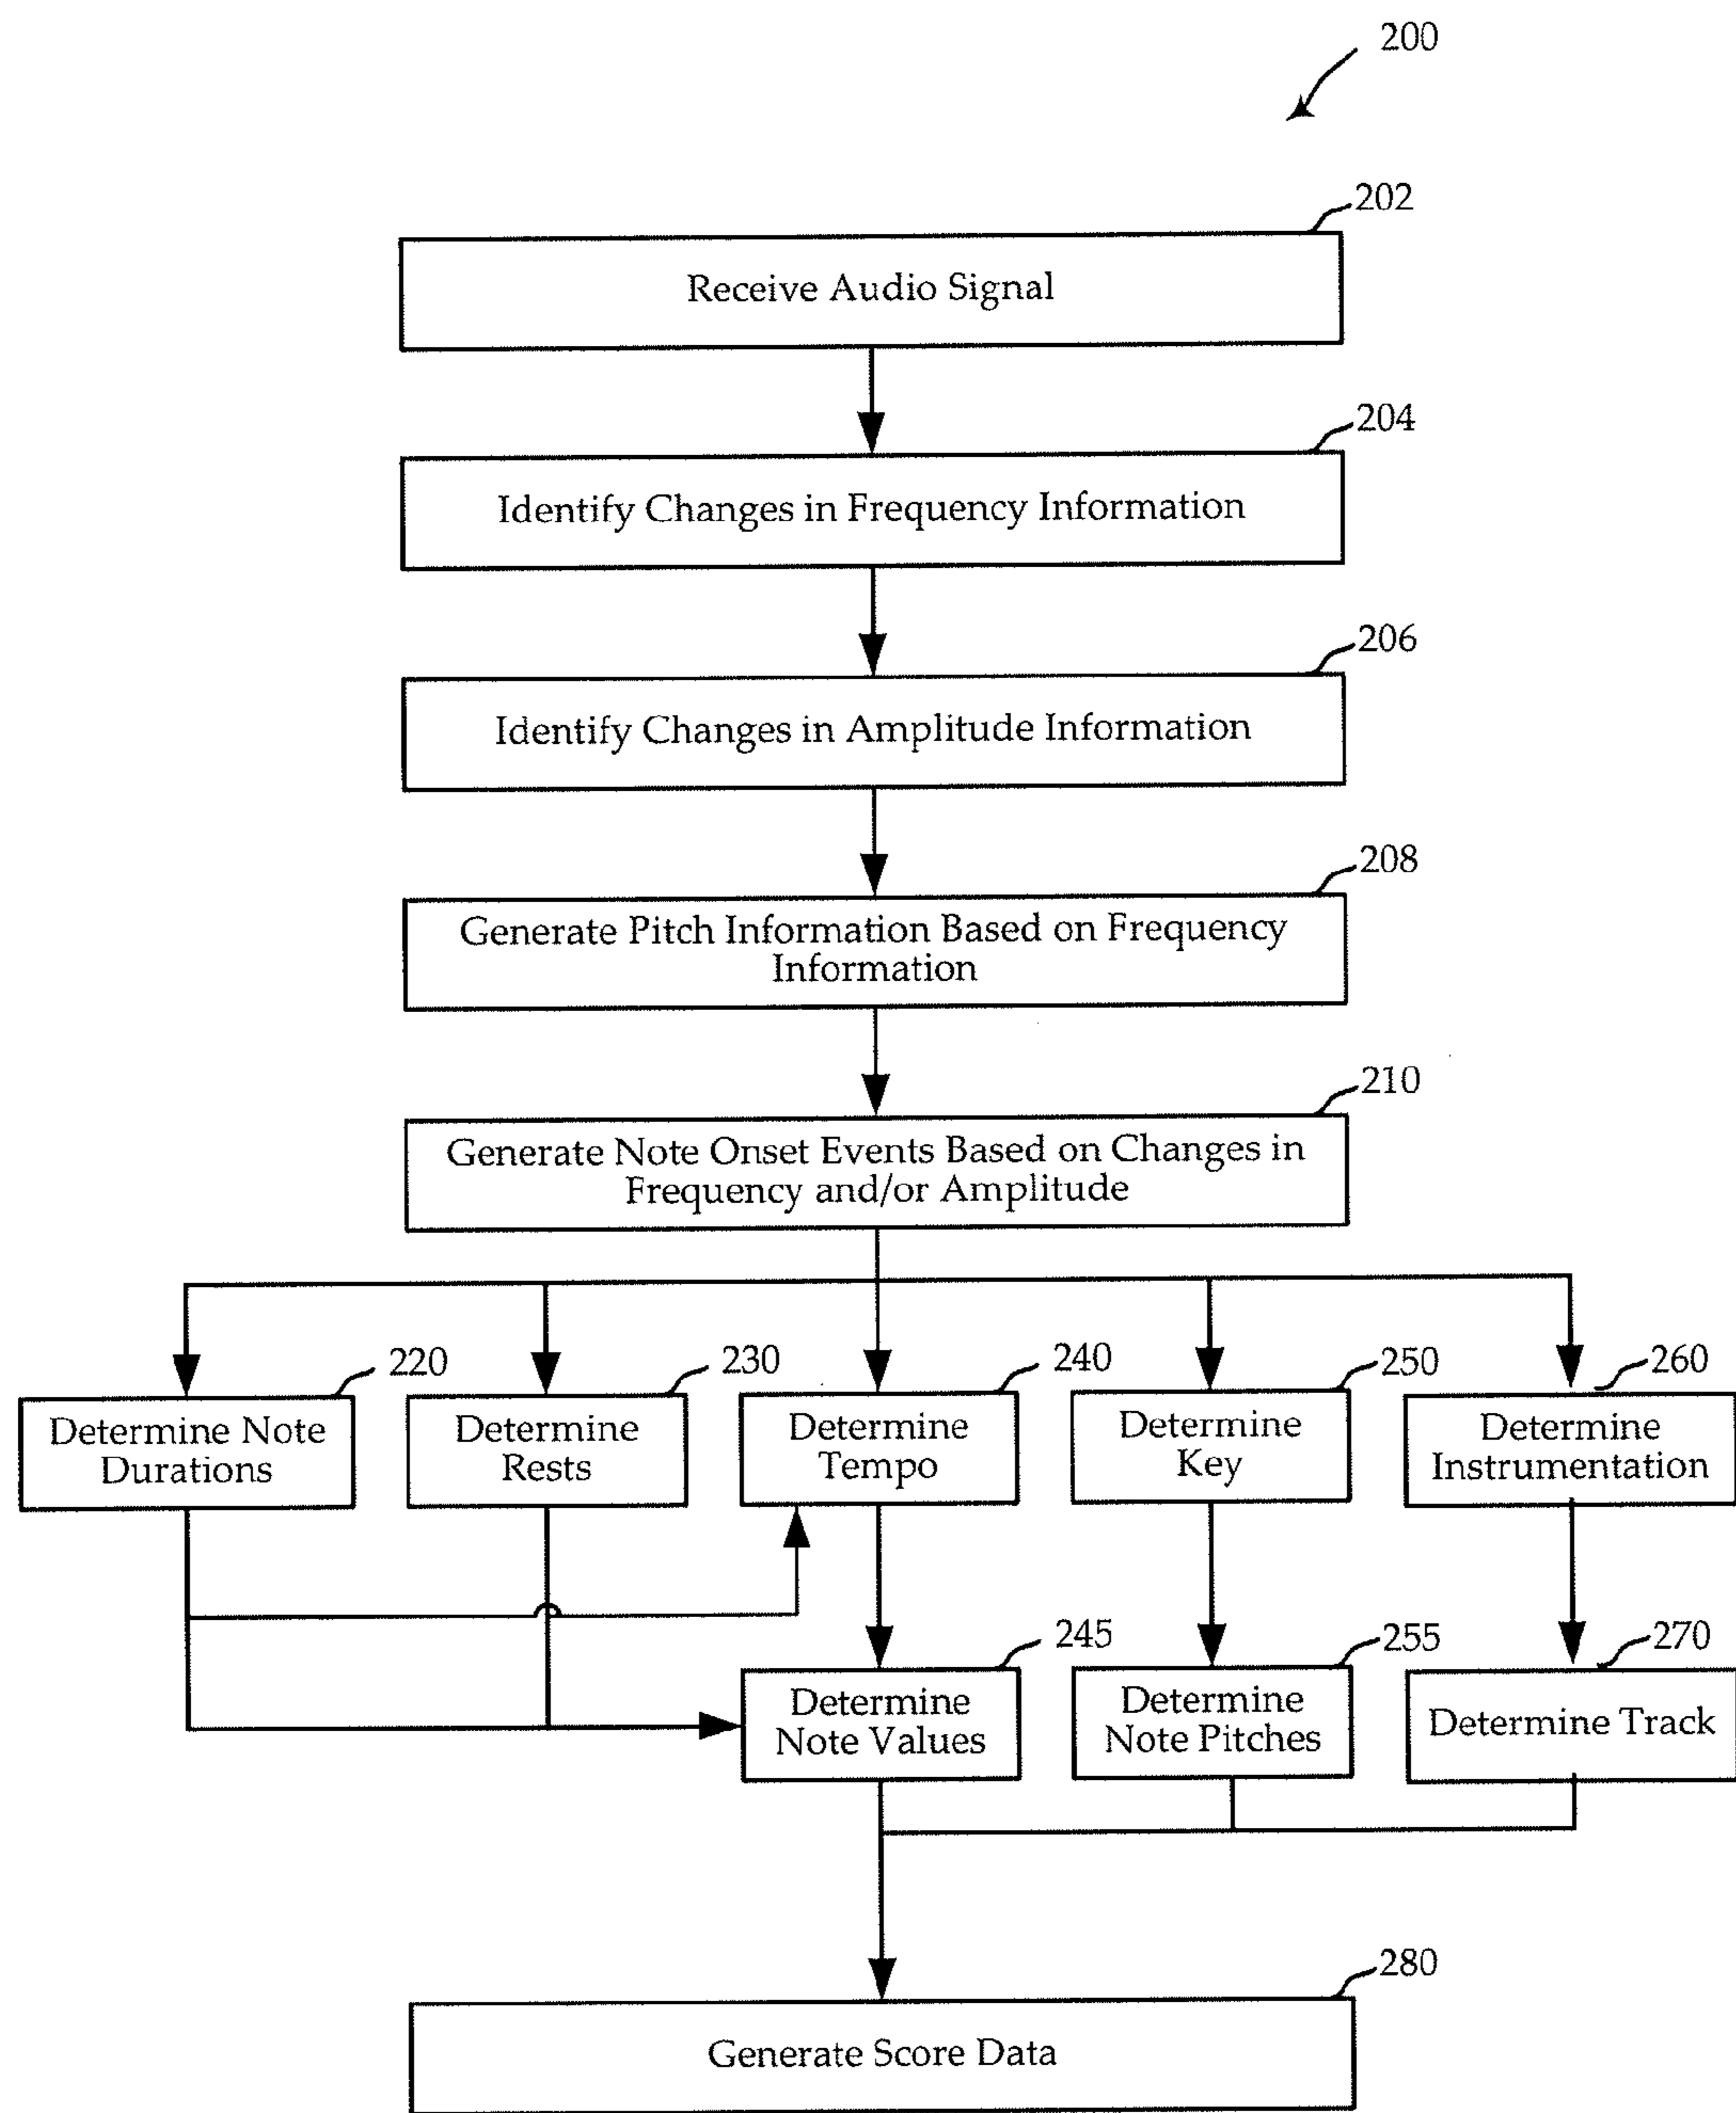 200
202
Receive Audio Signal
204
Identify Changes in Frequency Information
206
Identify Changes in Amplitude Information
208
Generate Pitch Information Based on Frequency
Information
210
Generate Note Onset Events Based on Changes in
Frequency and/or Amplitude
220
Determine Note
Durations
230
Determine
Rests
240
Determine
Tempo
250
Determine
Key
260
Determine
Instrumentation
245
Determine
Note Values
255
Determine
Note Pitches
270
Determine Track
280
Generate Score Data